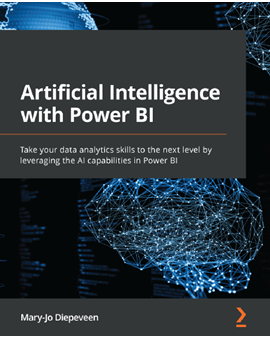 Artificial Intelligence
with Power BI
Take your data analytics skills to the next level by
leveraging the AI capabilities in Power BI
Mary-Jo Diepeveen